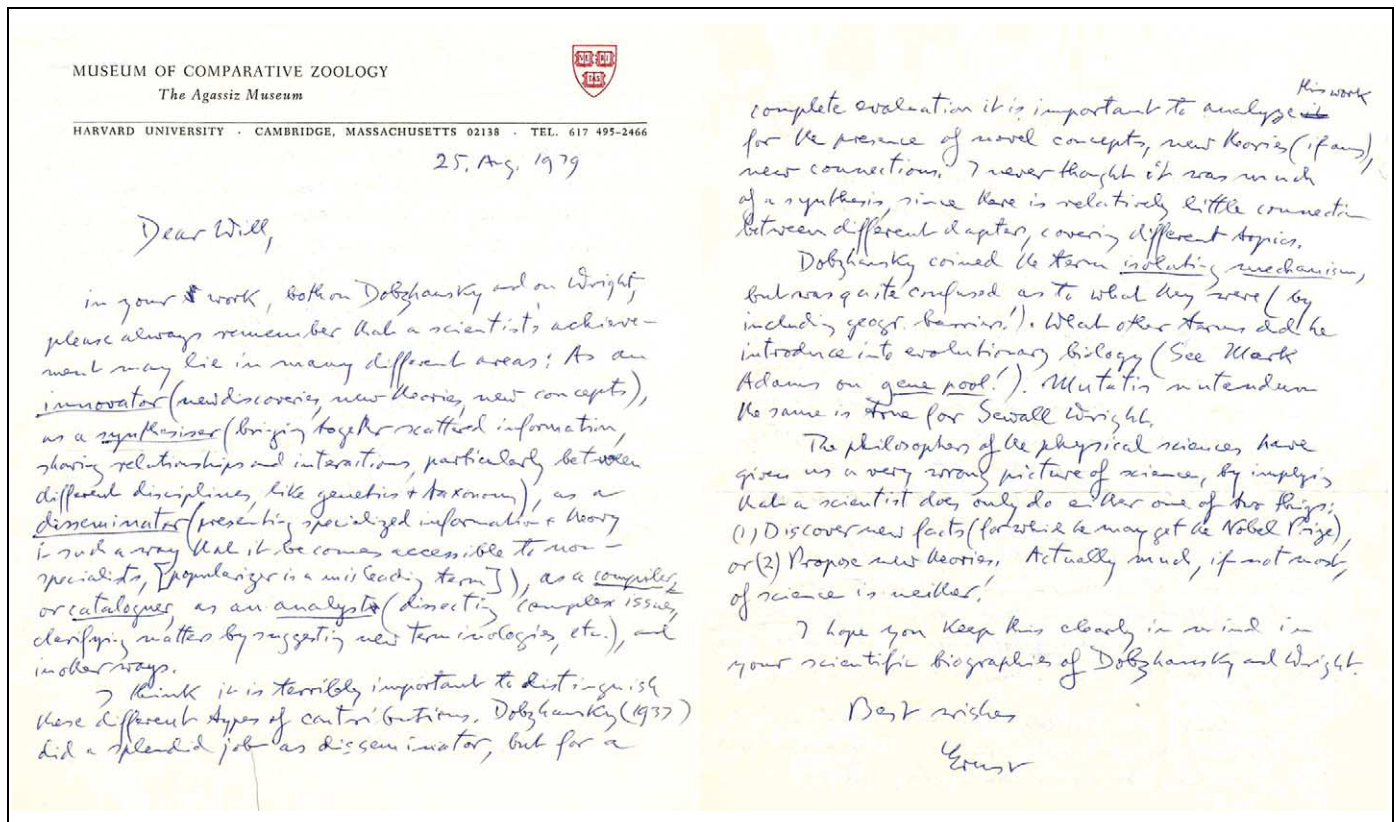 MUSEUM OF COMPARATIVE ZOOLOGY
The Agassiz Museum
HARVARD UNIVERSITY · CAMBRIDGE, MASSACHUSETTS 02138 · TEL. 617 495-2466
25. Aug. 1979
Dear Will,
in your work, both on Dobzhansky and on Wright,
please always remember that a scientist's achieve-
ment may lie in many different areas: As an
innovator (new discoveries, new theories, new concepts),
as a synthesiser (bringing together scattered information,
showing relationships and interactions, particularly between
different disciplines, like genetics + taxonomy), as a
disseminator (presenting specialized information + theory
in such a way that it becomes accessible to non-
specialists, [popularizer is a misleading term]), as a compiler,
or cataloguer, as an analyst (dissecting complex issues,
clarifying matters by suggesting new terminologies, etc.), and
in other ways.
I think it is terribly important to distinguish
these different types of contributions. Dobzhansky (1937)
did a splendid job as disseminator, but for a
this work
complete evaluation it is important to analyze it
for the presence of novel concepts, new theories (if any),
new connections. I never thought it was much
of a synthesis, since there is relatively little connection
between different chapters, covering different topics.
Dobzhansky coined the term isolating mechanism,
but was quite confused as to what they were (by
including geogr. barriers!). What other terms did he
introduce into evolutionary biology (See Mark
Adams on gene pool!). Mutatis mutandum
the same is true for Sewall Wright.
The philosophers of the physical sciences have
given us a very wrong picture of science, by implying
that a scientist does only do either one of two things:
(1) Discover new facts (for which he may get the Nobel Prize),
or (2) Propose new theories. Actually much, if not most,
of science is neither!
I hope you keep this clearly in mind in
your scientific biographies of Dobzhansky and Wright.
Best wishes
Ernst